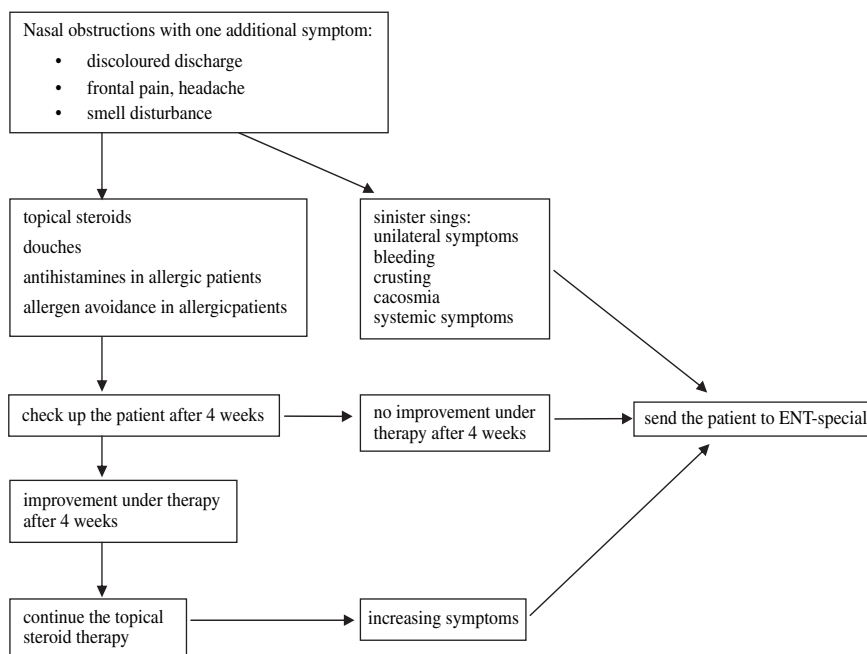 Nasal obstructions with one additional symptom:
• discoloured discharge
• frontal pain, headache
• smell disturbance
topical steroids
douches
antihistamines in allergic patients
allergen avoidance in allergicpatients
sinister sings:
unilateral symptoms
bleeding
crusting
cacosmia
systemic symptoms
check up the patient after 4 weeks
no improvement under
therapy after 4 weeks
send the patient to ENT-special
improvement under therapy
after 4 weeks
continue the topical
steroid therapy
increasing symptoms